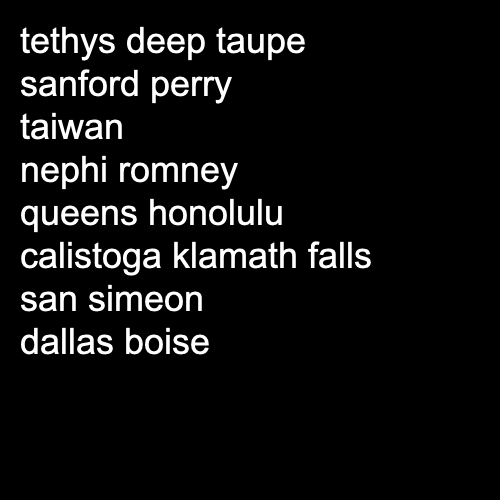 tethys deep taupe
sanford perry
taiwan
nephi romney
queens honolulu
calistoga klamath falls
san simeon
dallas boise